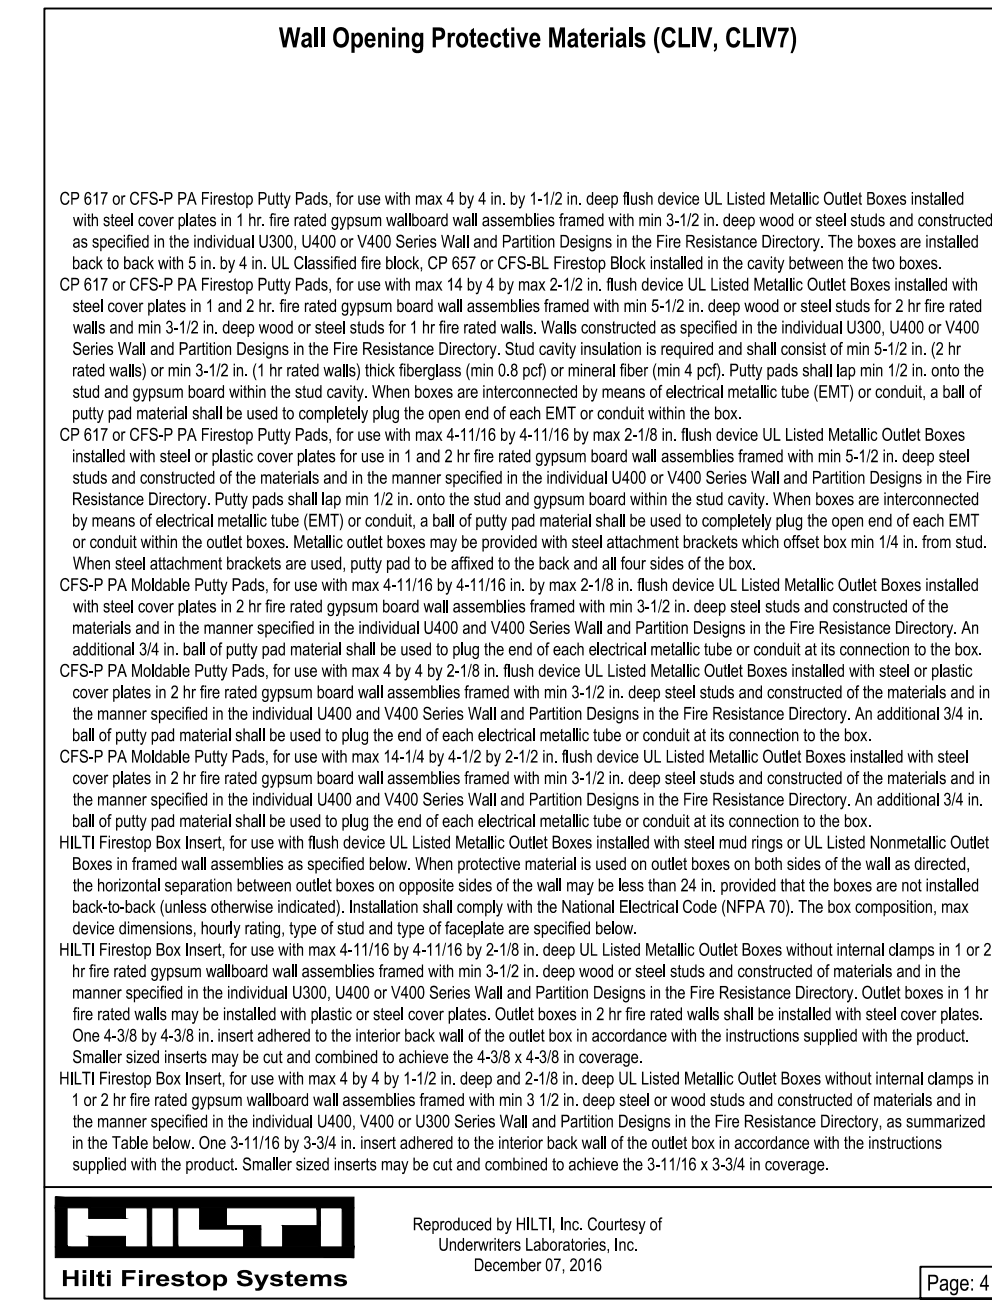 Wall Opening Protective Materials (CLIV, CLIV7)
CP 617 or CFS-P PA Firestop Putty Pads, for use with max 4 by 4 in. by 1-1/2 in. deep flush device UL Listed Metallic Outlet Boxes installed
with steel cover plates in 1 hr. fire rated gypsum wallboard wall assemblies framed with min 3-1/2 in. deep wood or steel studs and constructed
as specified in the individual U300, U400 or V400 Series Wall and Partition Designs in the Fire Resistance Directory. The boxes are installed
back to back with 5 in. by 4 in. UL Classified fire block, CP 657 or CFS-BL Firestop Block installed in the cavity between the two boxes.
CP 617 or CFS-P PA Firestop Putty Pads, for use with max 14 by 4 by max 2-1/2 in. flush device UL Listed Metallic Outlet Boxes installed with
steel cover plates in 1 and 2 hr. fire rated gypsum board wall assemblies framed with min 5-1/2 in. deep wood or steel studs for 2 hr fire rated
walls and min 3-1/2 in. deep wood or steel studs for 1 hr fire rated walls. Walls constructed as specified in the individual U300, U400 or V400
Series Wall and Partition Designs in the Fire Resistance Directory. Stud cavity insulation is required and shall consist of min 5-1/2 in. (2 hr
rated walls) or min 3-1/2 in. (1 hr rated walls) thick fiberglass (min 0.8 pcf) or mineral fiber (min 4 pcf). Putty pads shall lap min 1/2 in. onto the
stud and gypsum board within the stud cavity. When boxes are interconnected by means of electrical metallic tube (EMT) or conduit, a ball of
putty pad material shall be used to completely plug the open end of each EMT or conduit within the box.
CP 617 or CFS-P PA Firestop Putty Pads, for use with max 4-11/16 by 4-11/16 by max 2-1/8 in. flush device UL Listed Metallic Outlet Boxes
installed with steel or plastic cover plates for use in 1 and 2 hr fire rated gypsum board wall assemblies framed with min 5-1/2 in. deep steel
studs and constructed of the materials and in the manner specified in the individual U400 or V400 Series Wall and Partition Designs in the Fire
Resistance Directory. Putty pads shall lap min 1/2 in. onto the stud and gypsum board within the stud cavity. When boxes are interconnected
by means of electrical metallic tube (EMT) or conduit, a ball of putty pad material shall be used to completely plug the open end of each EMT
or conduit within the outlet boxes. Metallic outlet boxes may be provided with steel attachment brackets which offset box min 1/4 in. from stud.
When steel attachment brackets are used, putty pad to be affixed to the back and all four sides of the box.
CFS-P PA Moldable Putty Pads, for use with max 4-11/16 by 4-11/16 in. by max 2-1/8 in. flush device UL Listed Metallic Outlet Boxes installed
with steel cover plates in 2 hr fire rated gypsum board wall assemblies framed with min 3-1/2 in. deep steel studs and constructed of the
materials and in the manner specified in the individual U400 and V400 Series Wall and Partition Designs in the Fire Resistance Directory. An
additional 3/4 in. ball of putty pad material shall be used to plug the end of each electrical metallic tube or conduit at its connection to the box.
CFS-P PA Moldable Putty Pads, for use with max 4 by 4 by 2-1/8 in. flush device UL Listed Metallic Outlet Boxes installed with steel or plastic
cover plates in 2 hr fire rated gypsum board wall assemblies framed with min 3-1/2 in. deep steel studs and constructed of the materials and in
the manner specified in the individual U400 and V400 Series Wall and Partition Designs in the Fire Resistance Directory. An additional 3/4 in.
ball of putty pad material shall be used to plug the end of each electrical metallic tube or conduit at its connection to the box.
CFS-P PA Moldable Putty Pads, for use with max 14-1/4 by 4-1/2 by 2-1/2 in. flush device UL Listed Metallic Outlet Boxes installed with steel
cover plates in 2 hr fire rated gypsum board wall assemblies framed with min 3-1/2 in. deep steel studs and constructed of the materials and in
the manner specified in the individual U400 and V400 Series Wall and Partition Designs in the Fire Resistance Directory. An additional 3/4 in.
ball of putty pad material shall be used to plug the end of each electrical metallic tube or conduit at its connection to the box.
HILTI Firestop Box Insert, for use with flush device UL Listed Metallic Outlet Boxes installed with steel mud rings or UL Listed Nonmetallic Outlet
Boxes in framed wall assemblies as specified below. When protective material is used on outlet boxes on both sides of the wall as directed,
the horizontal separation between outlet boxes on opposite sides of the wall may be less than 24 in. provided that the boxes are not installed
back-to-back (unless otherwise indicated). Installation shall comply with the National Electrical Code (NFPA 70). The box composition, max
device dimensions, hourly rating, type of stud and type of faceplate are specified below.
HILTI Firestop Box Insert, for use with max 4-11/16 by 4-11/16 by 2-1/8 in. deep UL Listed Metallic Outlet Boxes without internal clamps in 1 or 2
hr fire rated gypsum wallboard wall assemblies framed with min 3-1/2 in. deep wood or steel studs and constructed of materials and in the
manner specified in the individual U300, U400 or V400 Series Wall and Partition Designs in the Fire Resistance Directory. Outlet boxes in 1 hr
fire rated walls may be installed with plastic or steel cover plates. Outlet boxes in 2 hr fire rated walls shall be installed with steel cover plates.
One 4-3/8 by 4-3/8 in. insert adhered to the interior back wall of the outlet box in accordance with the instructions supplied with the product.
Smaller sized inserts may be cut and combined to achieve the 4-3/8 x 4-3/8 in coverage.
HILTI Firestop Box Insert, for use with max 4 by 4 by 1-1/2 in. deep and 2-1/8 in. deep UL Listed Metallic Outlet Boxes without internal clamps in
1 or 2 hr fire rated gypsum wallboard wall assemblies framed with min 3 1/2 in. deep steel or wood studs and constructed of materials and in
the manner specified in the individual U400, V400 or U300 Series Wall and Partition Designs in the Fire Resistance Directory, as summarized
in the Table below. One 3-11/16 by 3-3/4 in. insert adhered to the interior back wall of the outlet box in accordance with the instructions
supplied with the product. Smaller sized inserts may be cut and combined to achieve the 3-11/16 x 3-3/4 in coverage.
HILTI
Hilti Firestop Systems
Reproduced by HILTI, Inc. Courtesy of
Underwriters Laboratories, Inc.
December 07, 2016
Page: 4